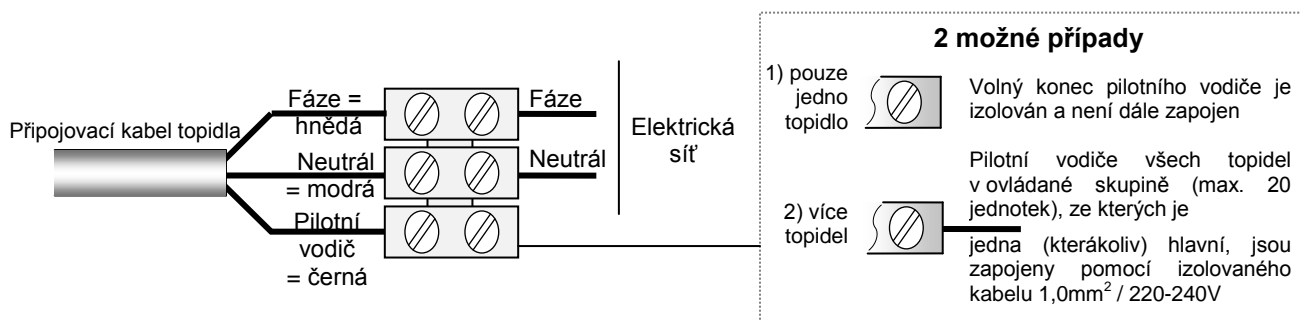 Připojovací kabel topidla
Fáze =
hnědá
Neutrál
= modrá
Pilotní
vodič
= černá
Fáze
Neutrál
Elektrická
síť
2 možné případy
1) pouze
jedno
topidlo
Volný konec pilotního vodiče je
izolován a není dále zapojen
2) více
topidel
Pilotní vodiče všech topidel
v ovládané skupině (max. 20
jednotek), ze kterých je
jedna (kterákoliv) hlavní, jsou
zapojeny pomocí izolovaného
kabelu 1,0mm² / 220-240V